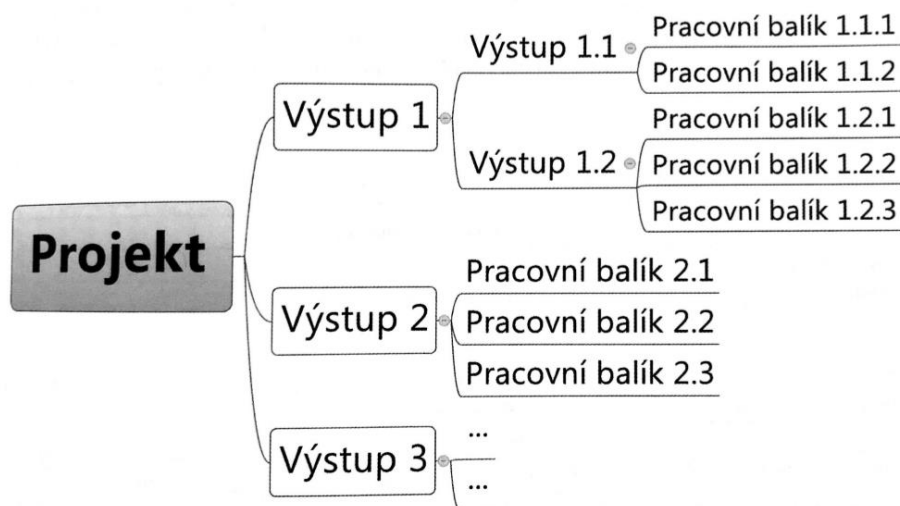 Projekt
Výstup 1
Výstup 1.1
Pracovní balík 1.1.1
Pracovní balík 1.1.2
Výstup 1.2
Pracovní balík 1.2.1
Pracovní balík 1.2.2
Pracovní balík 1.2.3
Výstup 2
Pracovní balík 2.1
Pracovní balík 2.2
Pracovní balík 2.3
Výstup 3
...
...